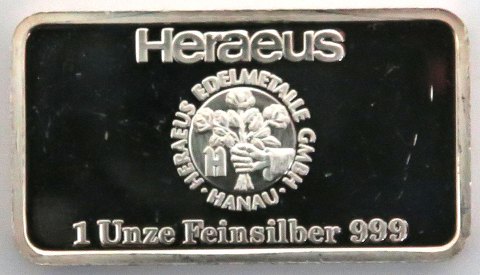 Heraeus
HERAEUS EDELMETALLE GMBH
H
· HANAU ·
1 Unze Feinsilber 999